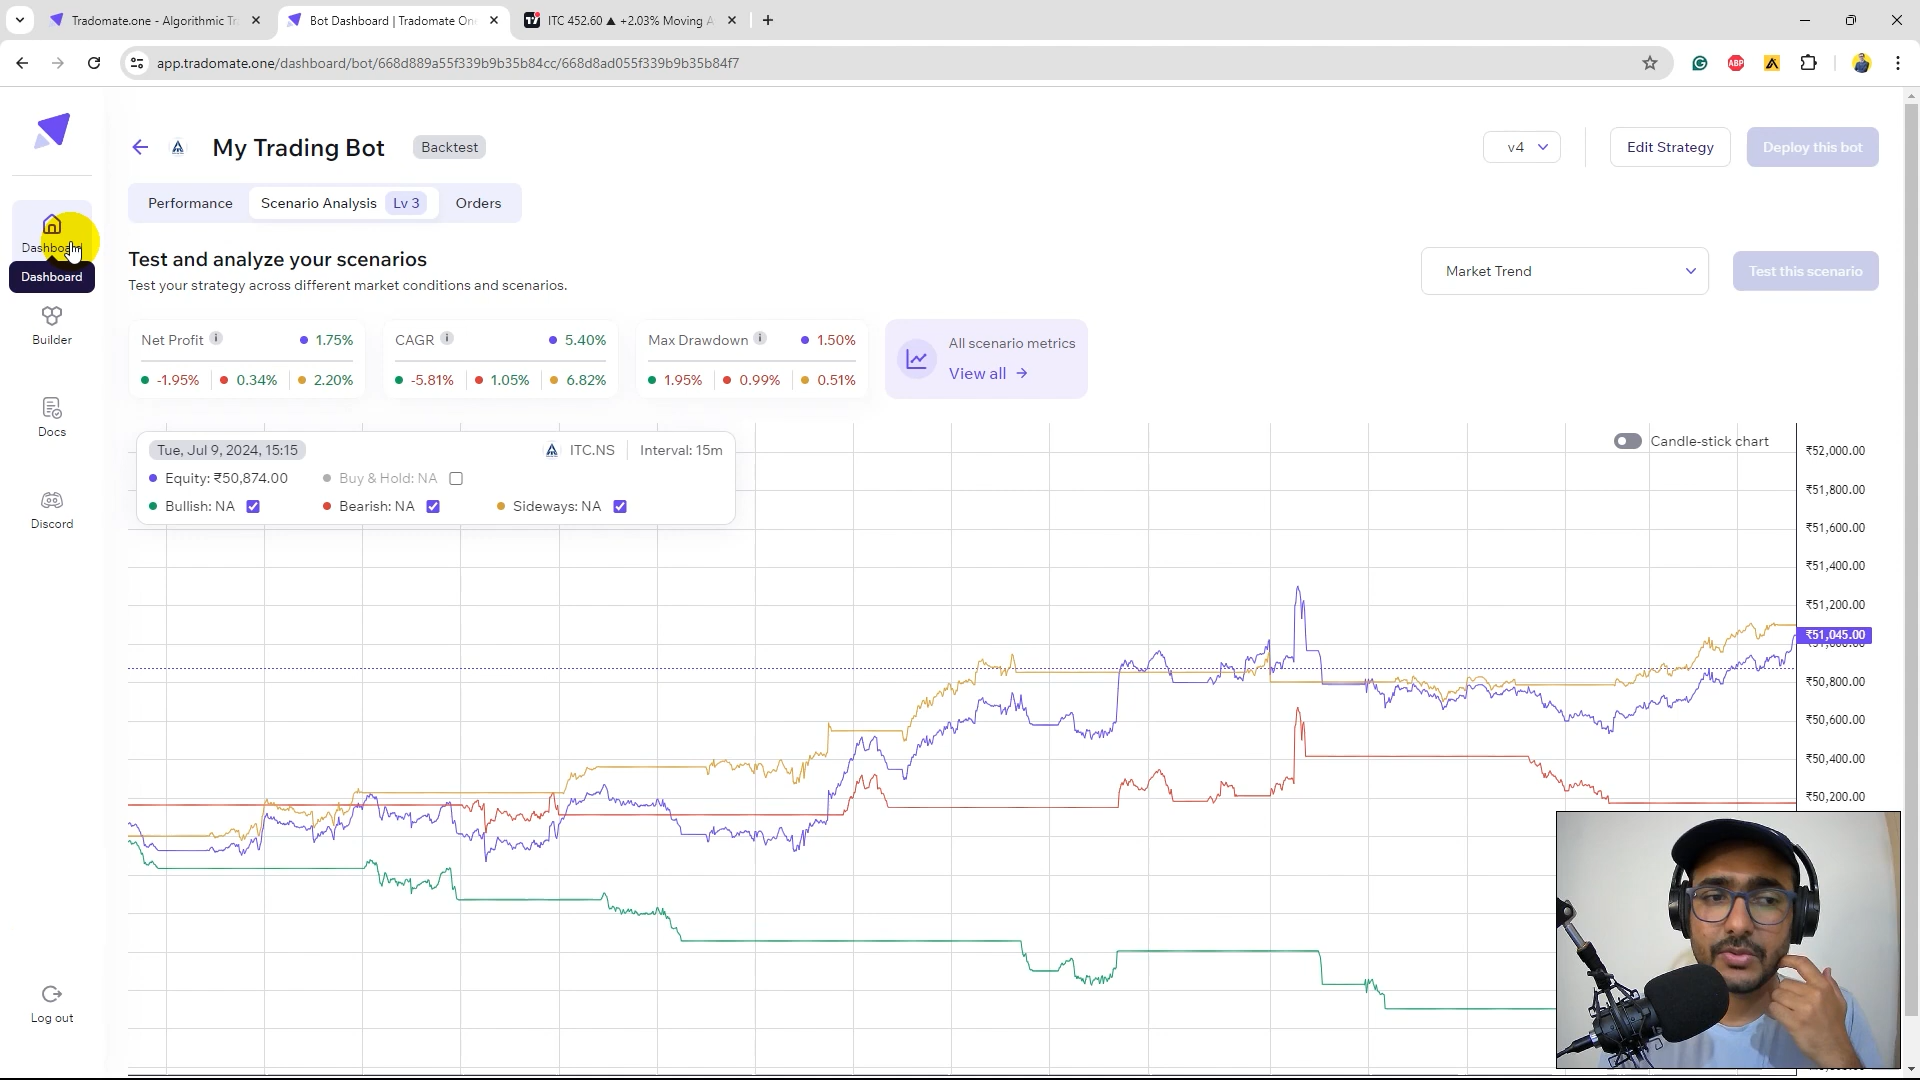 Tradomate.one - Algorithmic Tr
Bot Dashboard | Tradomate On
ITC 452.60 ▲ +2.03% Moving A
app.tradomate.one/dashboard/bot/668d889a55f339b9b35b84cc/668d8ad055f339b9b35b84f7
ABP
My Trading Bot
Backtest
v4
Edit Strategy
Deploy this bot
Performance
Scenario Analysis
Lv 3
Orders
Dashboard
Dashboard
Builder
Docs
Discord
Log out
Test and analyze your scenarios
Test your strategy across different market conditions and scenarios.
Market Trend
Test this scenario
Net Profit
1.75%
-1.95%
0.34%
2.20%
CAGR
5.40%
-5.81%
1.05%
6.82%
Max Drawdown
1.50%
1.95%
0.99%
0.51%
All scenario metrics
View all →
Tue, Jul 9, 2024, 15:15
ITC.NS
Interval: 15m
Equity: ₹50,874.00
Buy & Hold: NA
Bullish: NA
Bearish: NA
Sideways: NA
Candle-stick chart
₹52,000.00
₹51,800.00
₹51,600.00
₹51,400.00
₹51,200.00
₹51,045.00
₹50,800.00
₹50,600.00
₹50,400.00
₹50,200.00